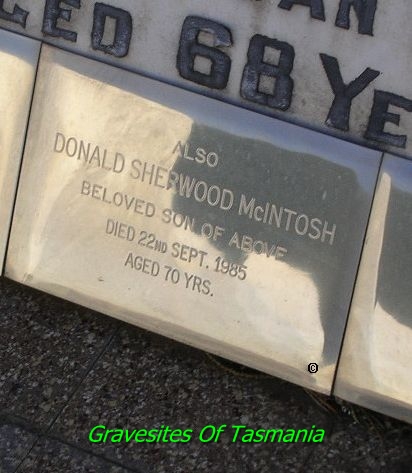 AGED 68 YE
ALSO
DONALD SHERWOOD McINTOSH
BELOVED SON OF ABOVE
DIED 22ND SEPT. 1985
AGED 70 YRS.
©
Gravesites Of Tasmania